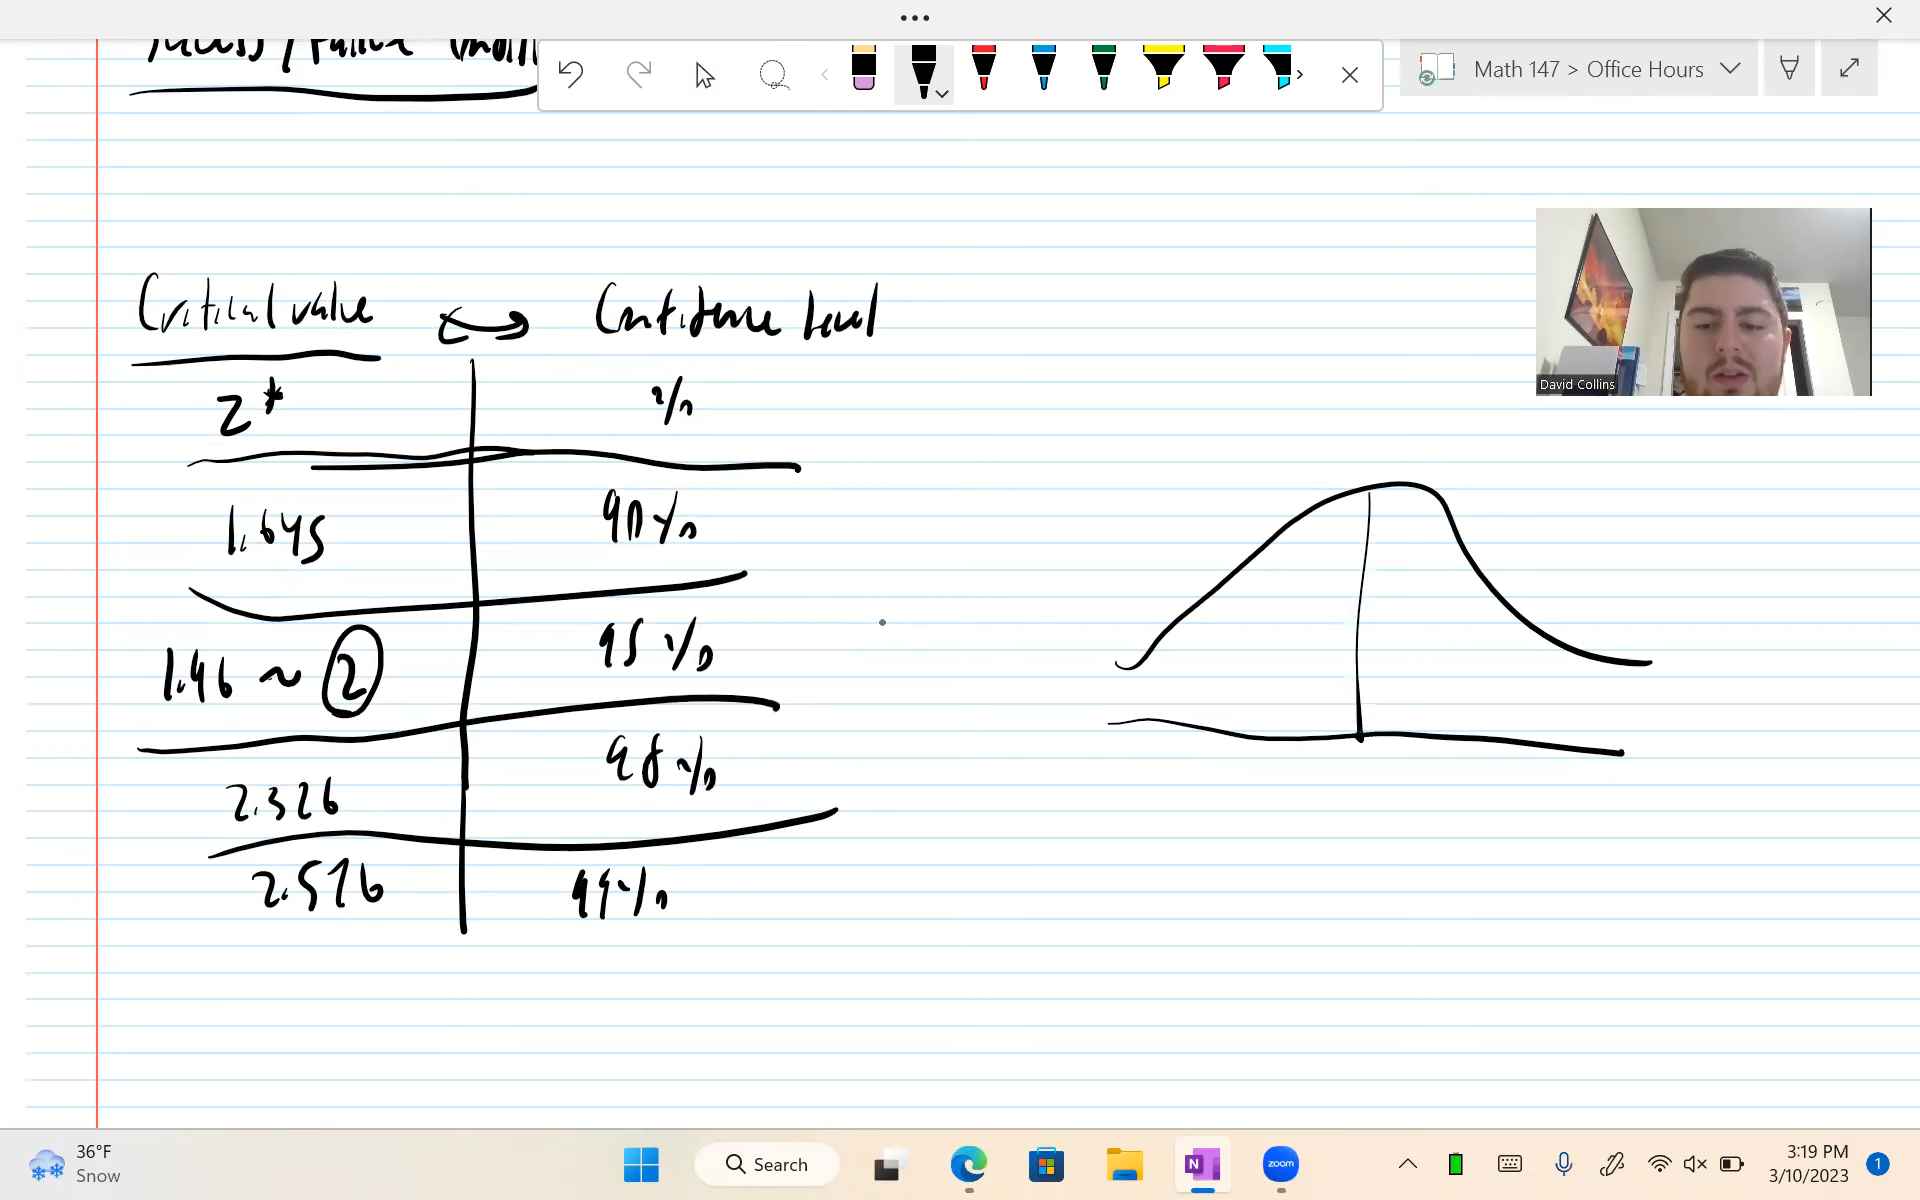 Math 147 > Office Hours
David Collins
Critical value ↔ Confidence level
z* %
1.645 90%
1.96 ~ 2 95%
2.326 98%
2.576 99%
36°F
Snow
Search
zoom
N
3:19 PM
3/10/2023
1